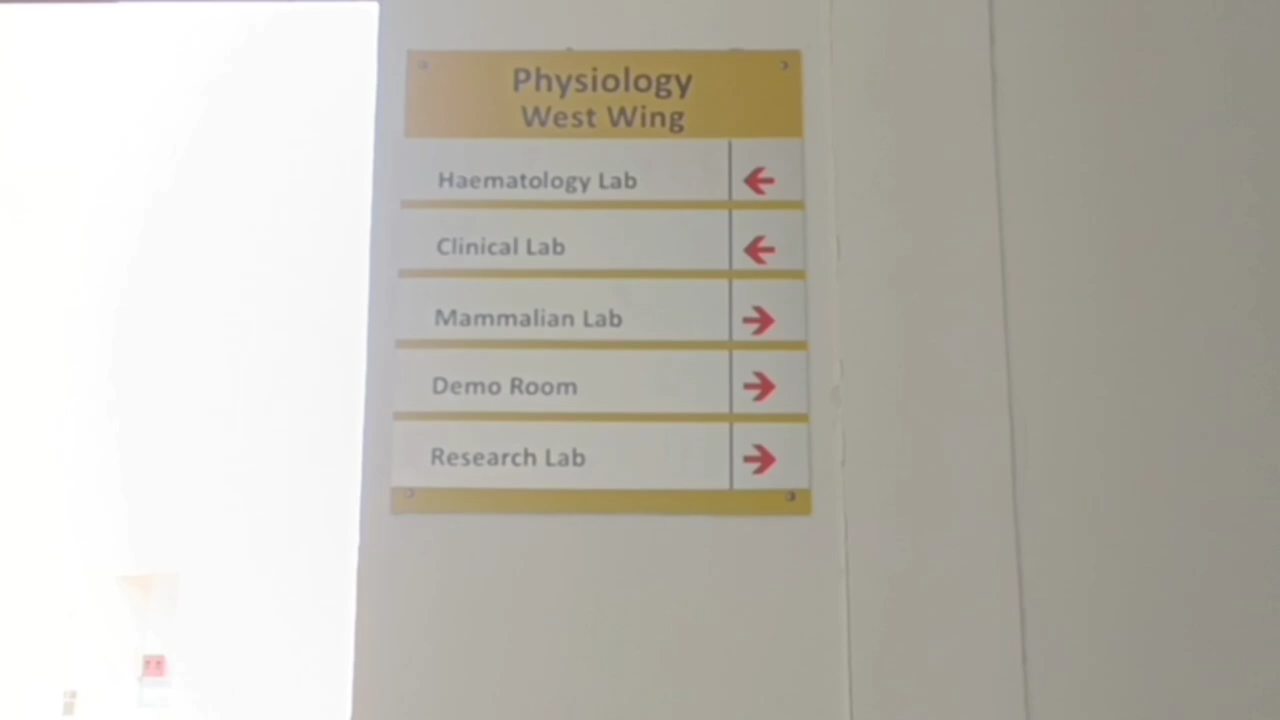 Physiology
West Wing
Haematology Lab ←
Clinical Lab ←
Mammalian Lab →
Demo Room →
Research Lab →